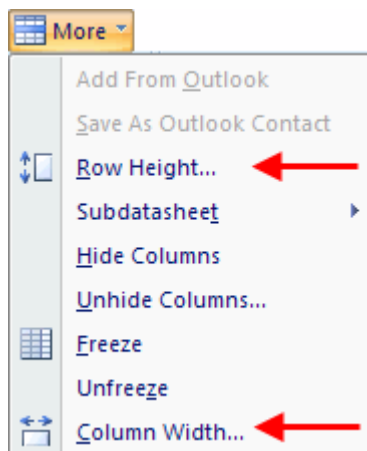 More
Add From Outlook
Save As Outlook Contact
Row Height...
Subdatasheet
Hide Columns
Unhide Columns...
Freeze
Unfreeze
Column Width...